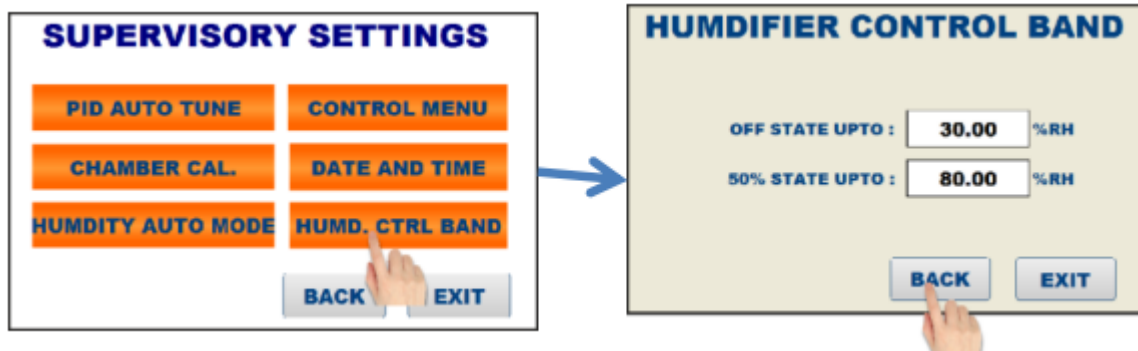 SUPERVISORY SETTINGS
PID AUTO TUNE
CONTROL MENU
CHAMBER CAL.
DATE AND TIME
HUMDITY AUTO MODE
HUMD. CTRL BAND
BACK
EXIT
HUMDIFIER CONTROL BAND
OFF STATE UPTO : 30.00 %RH
50% STATE UPTO : 80.00 %RH
BACK
EXIT